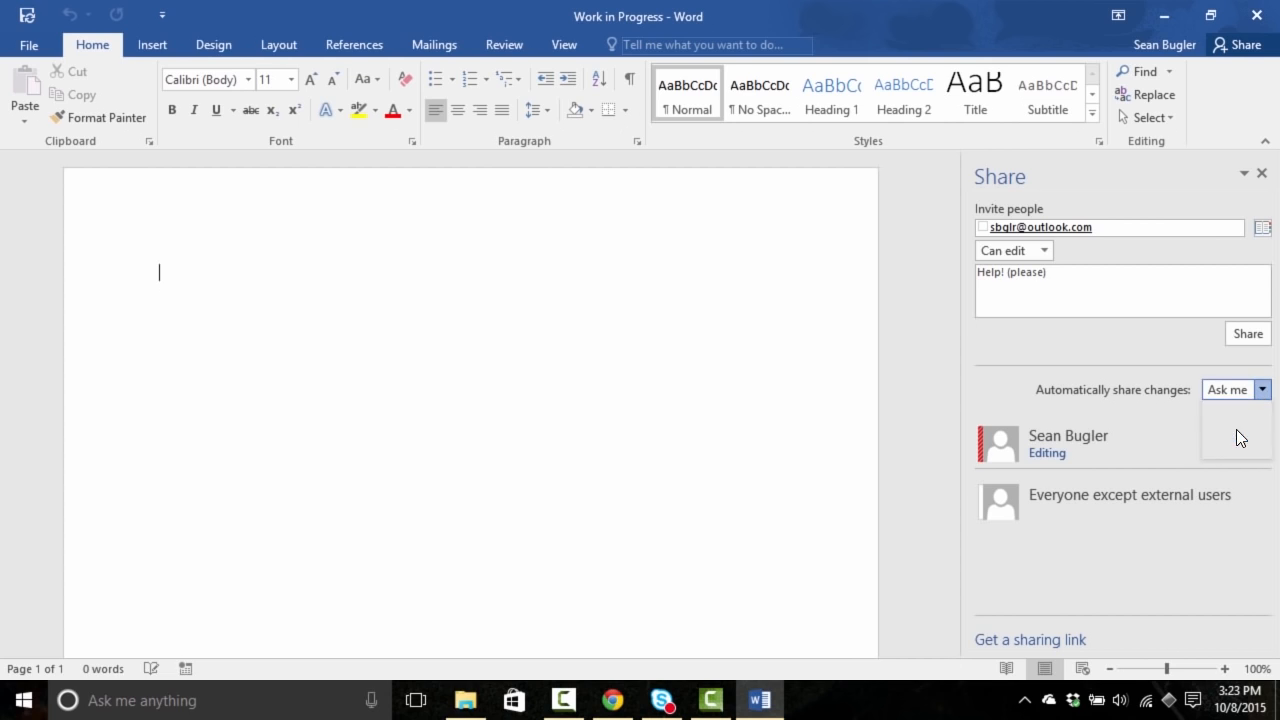 Work in Progress - Word
File Home Insert Design Layout References Mailings Review View Tell me what you want to do... Sean Bugler Share
Paste
Cut
Copy
Format Painter
Clipboard
Calibri (Body) 11 Aa
B I U abc X₂ X² A aby A
Font
Paragraph
AaBbCcDc AaBbCcDc AaBbCc AaBbCcD AaB AaBbCcD
¶ Normal ¶ No Spac... Heading 1 Heading 2 Title Subtitle
Styles
Find
Replace
Select
Editing
Share
Invite people
sbglr@outlook.com
Can edit
Help! (please)
Share
Automatically share changes: Ask me
Sean Bugler
Editing
Everyone except external users
Get a sharing link
Page 1 of 1 0 words 100%
Ask me anything
3:23 PM
10/8/2015